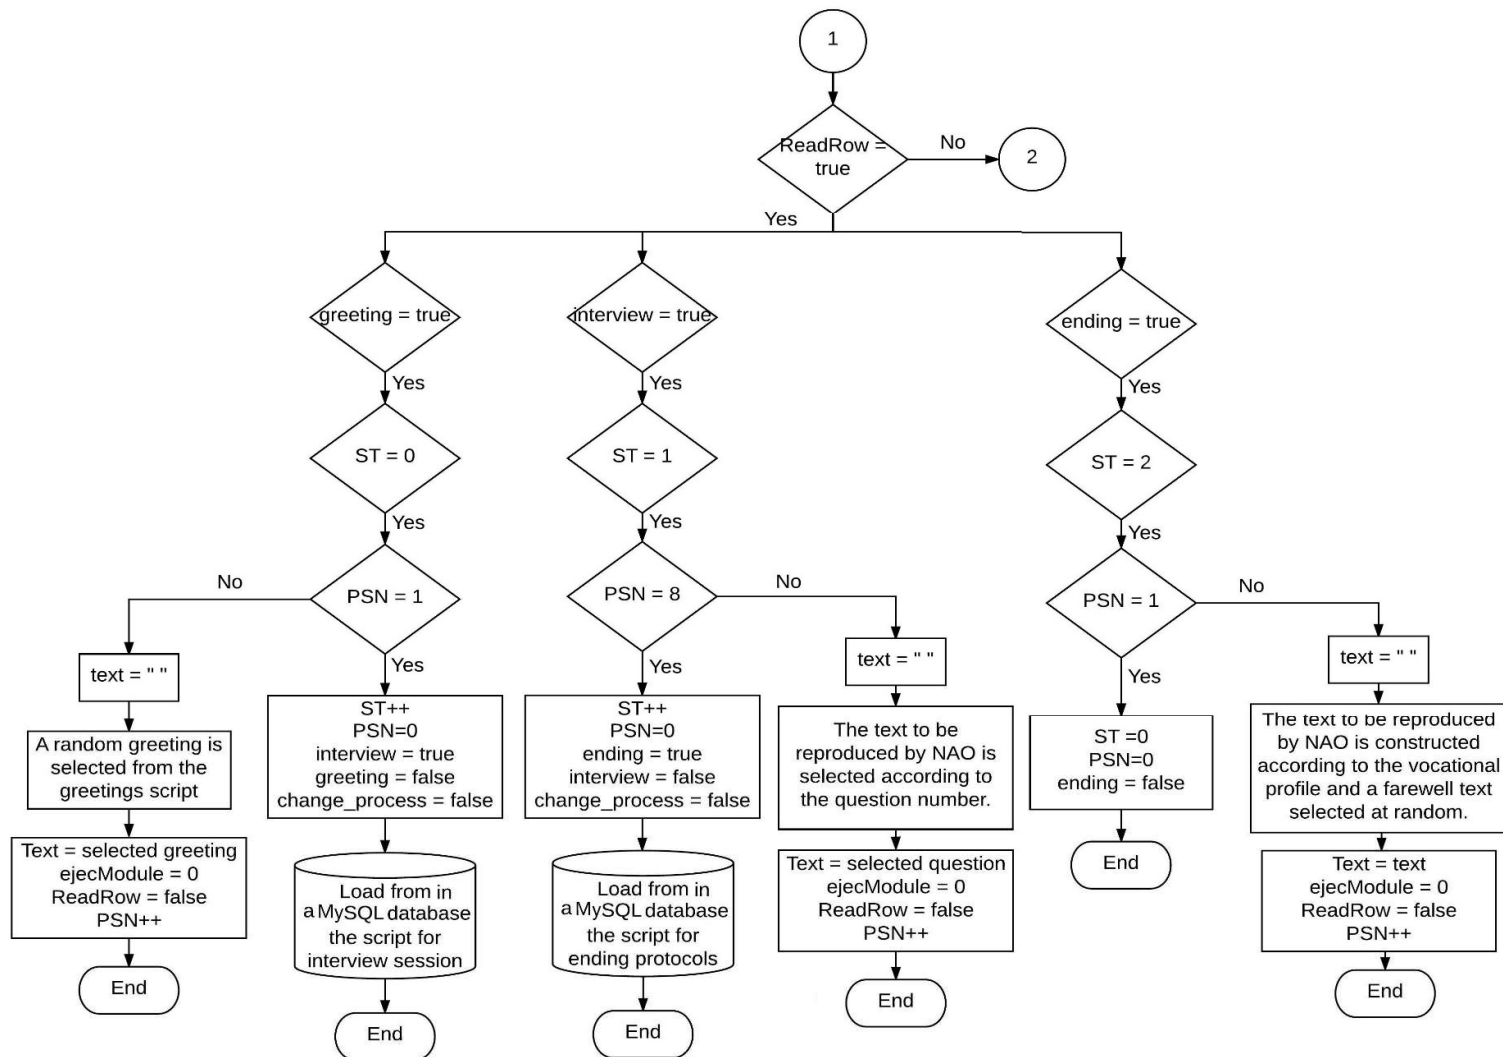 1
ReadRow =
true
No
2
Yes
greeting = true
interview = true
ending = true
Yes
Yes
Yes
ST = 0
ST = 1
ST = 2
Yes
Yes
Yes
No
PSN = 1
PSN = 8
No
PSN = 1
No
text = " "
Yes
Yes
text = " "
Yes
text = " "
A random greeting is
selected from the
greetings script
ST++
PSN=0
interview = true
greeting = false
change_process = false
ST++
PSN=0
ending = true
interview = false
change_process = false
The text to be
reproduced by NAO is
selected according to
the question number.
ST =0
PSN=0
ending = false
The text to be reproduced
by NAO is constructed
according to the vocational
profile and a farewell text
selected at random.
Text = selected greeting
ejecModule = 0
ReadRow = false
PSN++
Load from in
a MySQL database
the script for
interview session
Load from in
a MySQL database
the script for
ending protocols
Text = selected question
ejecModule = 0
ReadRow = false
PSN++
End
Text = text
ejecModule = 0
ReadRow = false
PSN++
End
End
End
End
End